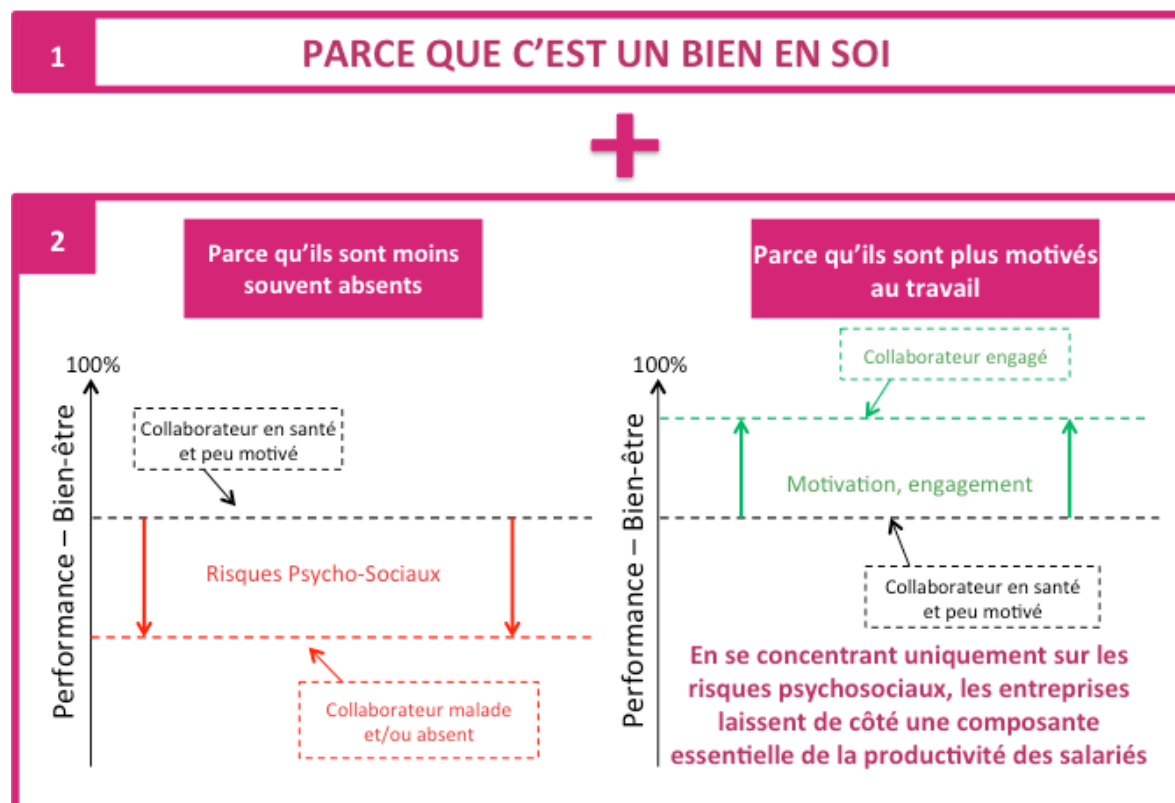 1
PARCE QUE C’EST UN BIEN EN SOI
+
2
Parce qu’ils sont moins
souvent absents
100%
Performance – Bien-être
Collaborateur en santé
et peu motivé
Risques Psycho-Sociaux
Collaborateur malade
et/ou absent
Parce qu’ils sont plus motivés
au travail
Collaborateur engagé
100%
Performance – Bien-être
Motivation, engagement
Collaborateur en santé
et peu motivé
En se concentrant uniquement sur les
risques psychosociaux, les entreprises
laissent de côté une composante
essentielle de la productivité des salariés